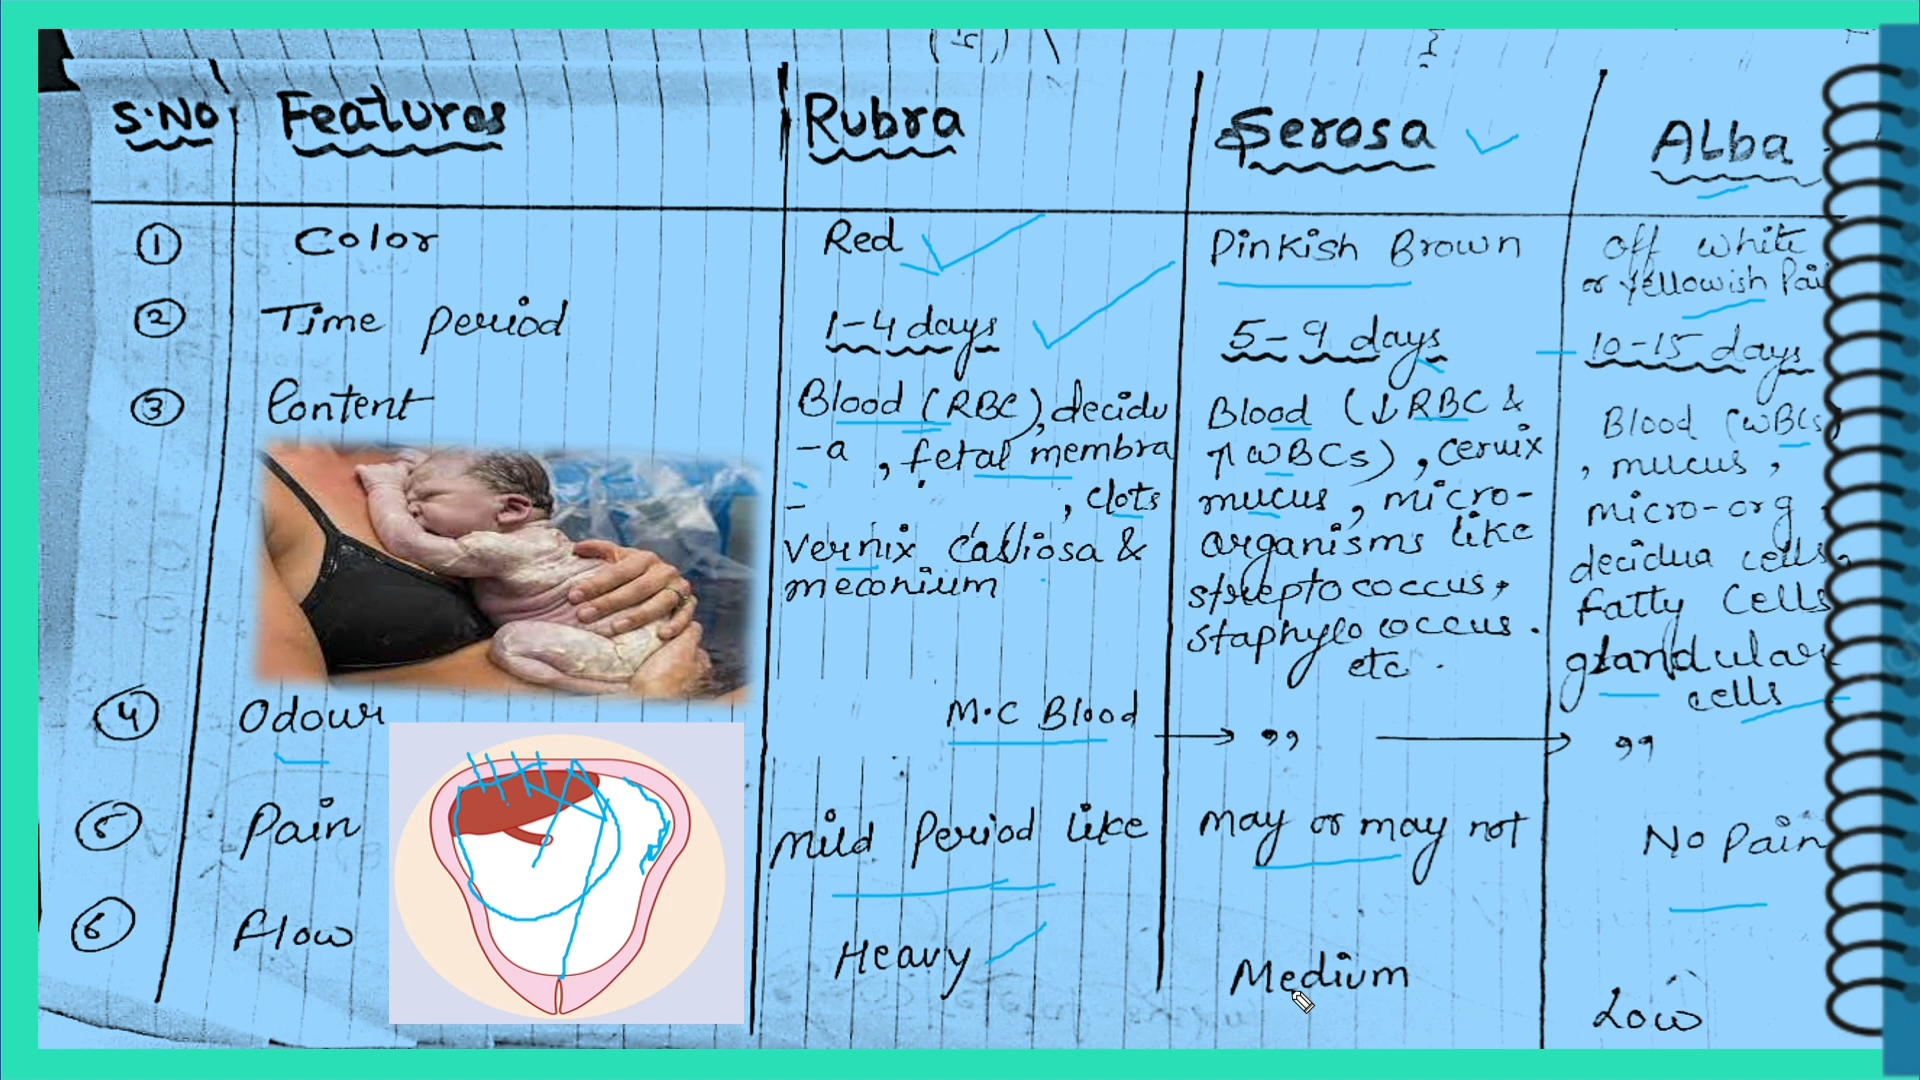 S.No Features Rubra Serosa Alba
① Color Red Pinkish Brown off white
or Yellowish
② Time period 1-4 days 5-9 days 10-15 days
③ Content Blood (RBC), decidu Blood (↓RBC & Blood (WBCs)
-a, fetal membra ↑WBCs), cervix , mucus,
- , clots mucus, micro- micro-org
vernix & organisms like decidua cells,
meconium streptococcus, fatty cells
staphylococcus. glandular
etc. cells
④ Odour M.C Blood → ,, → ,,
⑤ Pain mild Period like may or may not No Pain
⑥ flow Heavy Medium Low